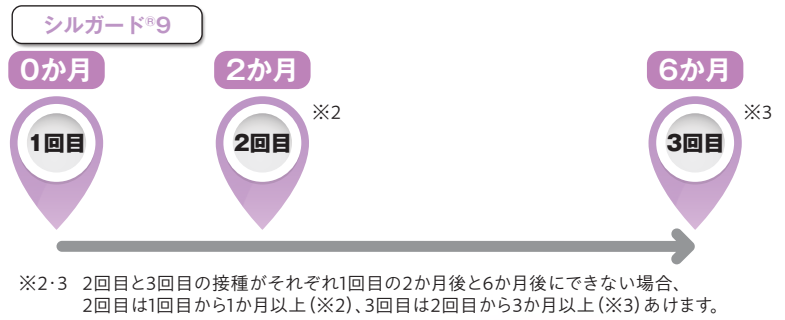 シルガード®9
0か月 2か月 6か月
1回目 2回目 ※2 3回目 ※3
※2・3 2回目と3回目の接種がそれぞれ1回目の2か月後と6か月後にできない場合、
2回目は1回目から1か月以上(※2)、3回目は2回目から3か月以上(※3)あけます。